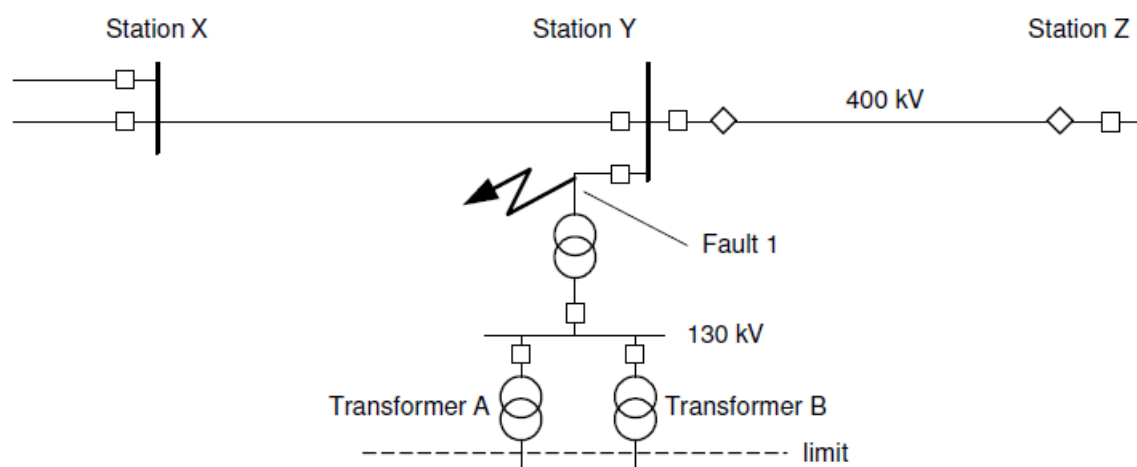 Station X
Station Y
Station Z
400 kV
Fault 1
130 kV
Transformer A
Transformer B
limit